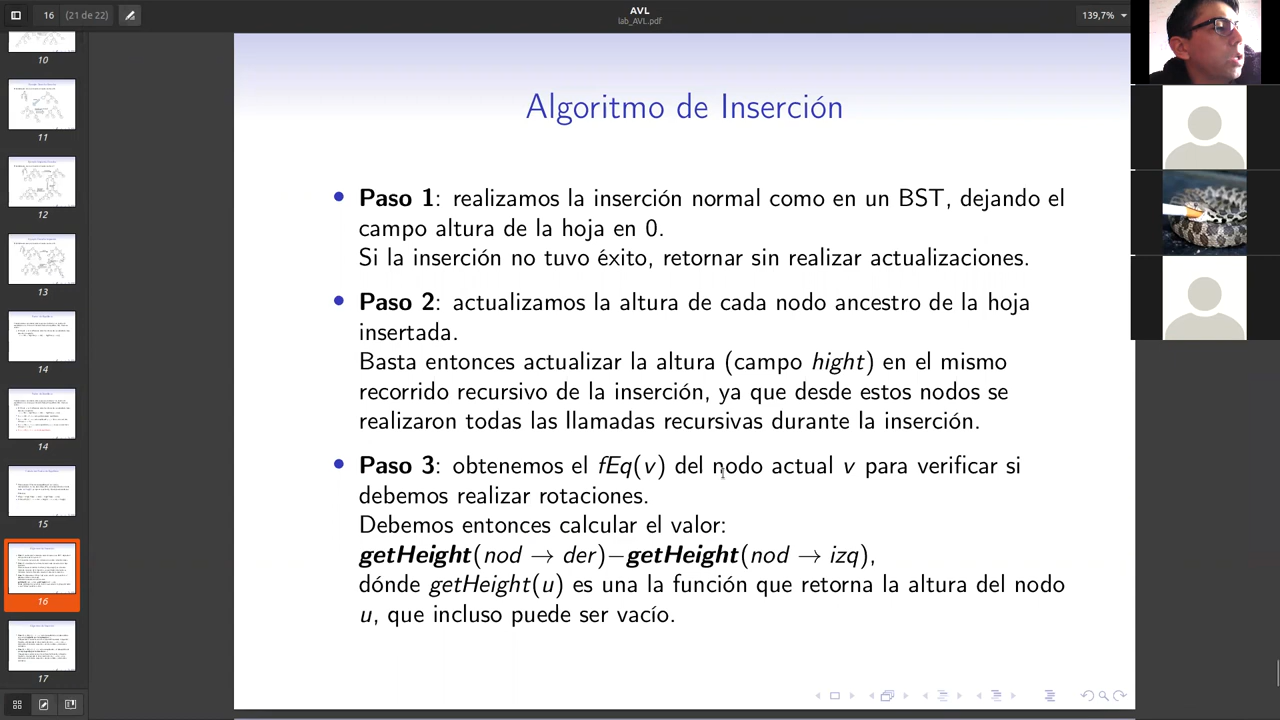 AVL
lab_AVL.pdf
16 (21 de 22)
139,7%
10
11
12
13
14
14
15
16
17
Algoritmo de Inserción
• Paso 1: realizamos la inserción normal como en un BST, dejando el
campo altura de la hoja en 0.
Si la inserción no tuvo éxito, retornar sin realizar actualizaciones.
• Paso 2: actualizamos la altura de cada nodo ancestro de la hoja
insertada.
Basta entonces actualizar la altura (campo hight) en el mismo
recorrido recursivo de la inserción, ya que desde estos nodos se
realizaron todas las llamadas recursivas durante la inserción.
• Paso 3: obtenemos el fEq(v) del nodo actual v para verificar si
debemos realizar rotaciones.
Debemos entonces calcular el valor:
getHeight(nod → der)−getHeight(nod → izq),
dónde getHeight(u) es una la función que retorna la altura del nodo
u, que incluso puede ser vacío.